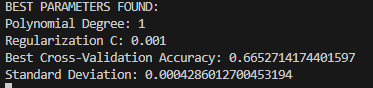 BEST PARAMETERS FOUND:
Polynomial Degree: 1
Regularization C: 0.001
Best Cross-Validation Accuracy: 0.6652714174401597
Standard Deviation: 0.0004286012700453194